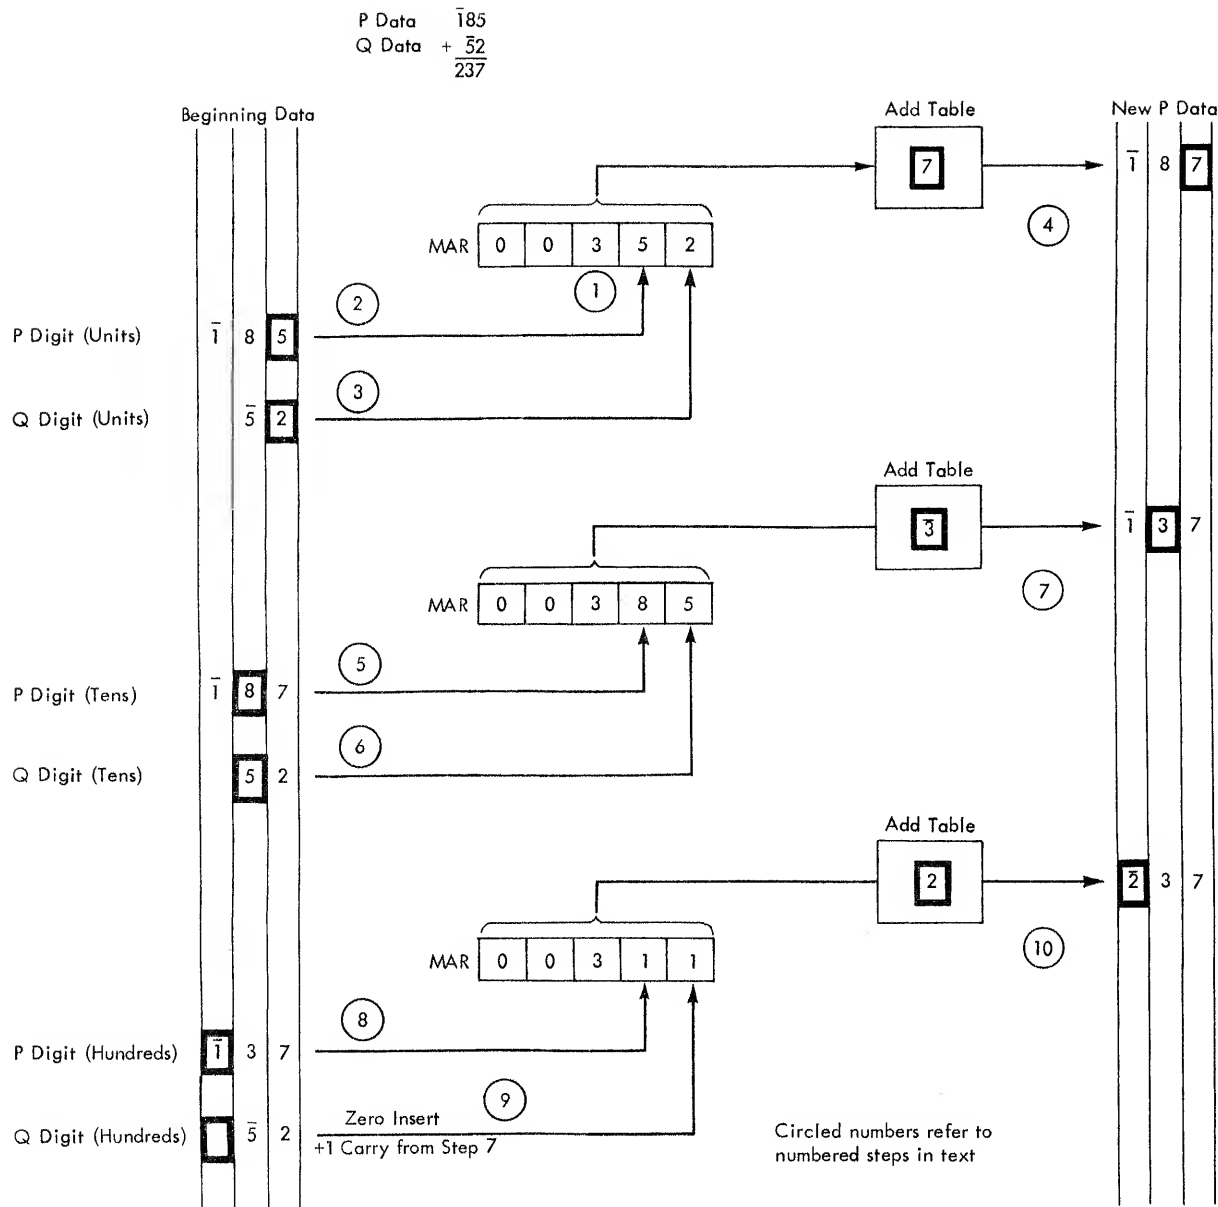 P Data 1̅85
Q Data + 5̅2
237
Beginning Data
Add Table
New P Data
7
1̅ 8 7
MAR 0 0 3 5 2
4
1
2
P Digit (Units) 1̅ 8 5
3
Q Digit (Units) 5̅ 2
Add Table
3̅
1̅ 3 7
MAR 0 0 3 8 5
7
5
P Digit (Tens) 1̅ 8 7
6
Q Digit (Tens) 5 2
Add Table
2
2̅ 3 7
MAR 0 0 3 1 1
10
8
P Digit (Hundreds) 1̅ 3 7
9
Zero Insert
Q Digit (Hundreds) 5̅ 2
+1 Carry from Step 7
Circled numbers refer to
numbered steps in text